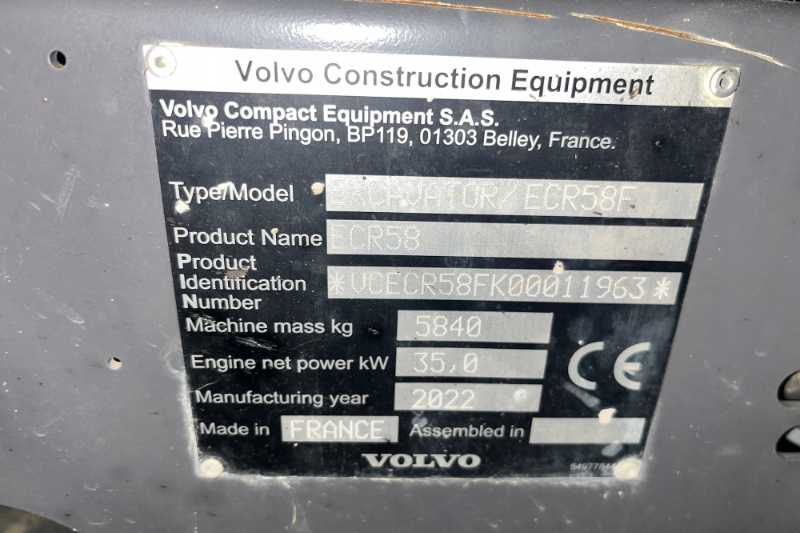 Volvo Construction Equipment
Volvo Compact Equipment S.A.S.
Rue Pierre Pingon, BP119, 01303 Belley, France.
Type/Model EXCAVATOR/ECR58F
Product Name ECR58
Product
Identification *VCECR58FK00011963*
Number
Machine mass kg 5840
Engine net power kW 35,0
CE
Manufacturing year 2022
Made in FRANCE Assembled in
VOLVO